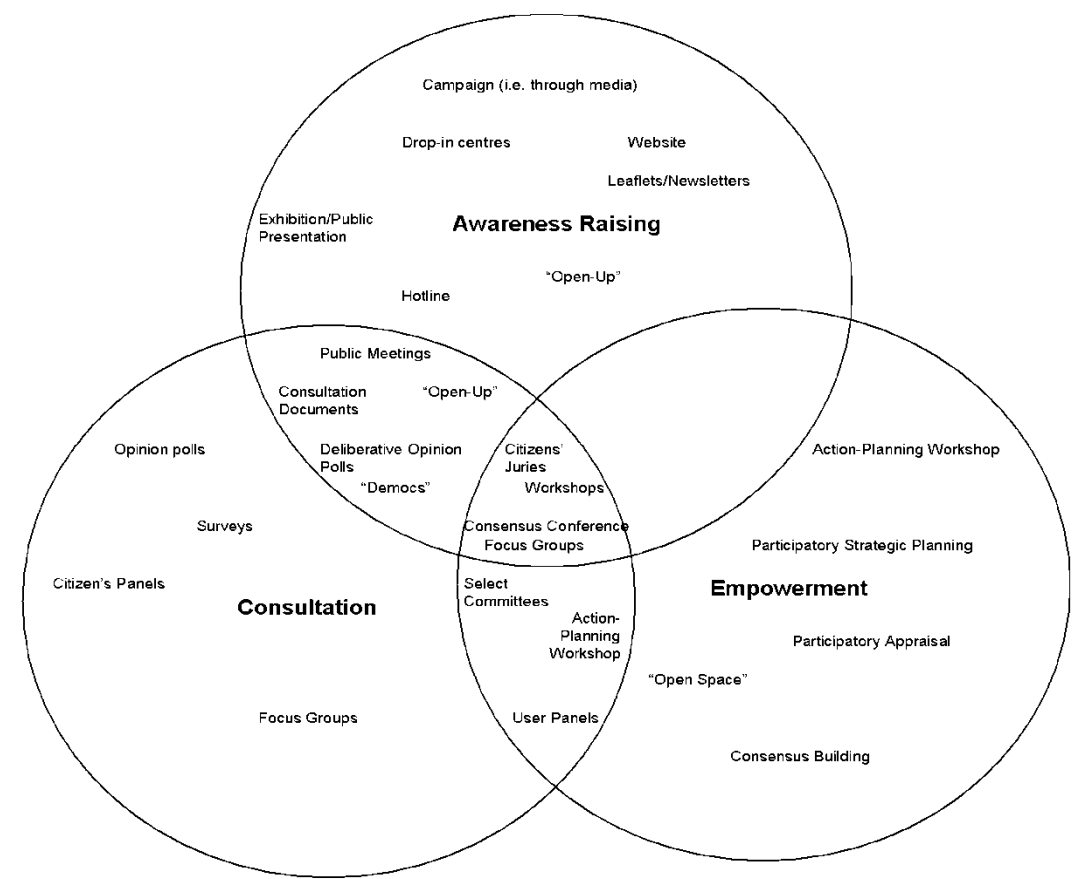 Campaign (i.e. through media)
Drop-in centres
Website
Leaflets/Newsletters
Exhibition/Public
Presentation
Awareness Raising
“Open-Up”
Hotline
Public Meetings
Consultation
Documents
“Open-Up”
Opinion polls
Deliberative Opinion
Polls
“Democs”
Citizens’
Juries
Workshops
Action-Planning Workshop
Surveys
Consensus Conference
Focus Groups
Participatory Strategic Planning
Citizen’s Panels
Consultation
Select
Committees
Empowerment
Action-
Planning
Workshop
Participatory Appraisal
“Open Space”
Focus Groups
User Panels
Consensus Building